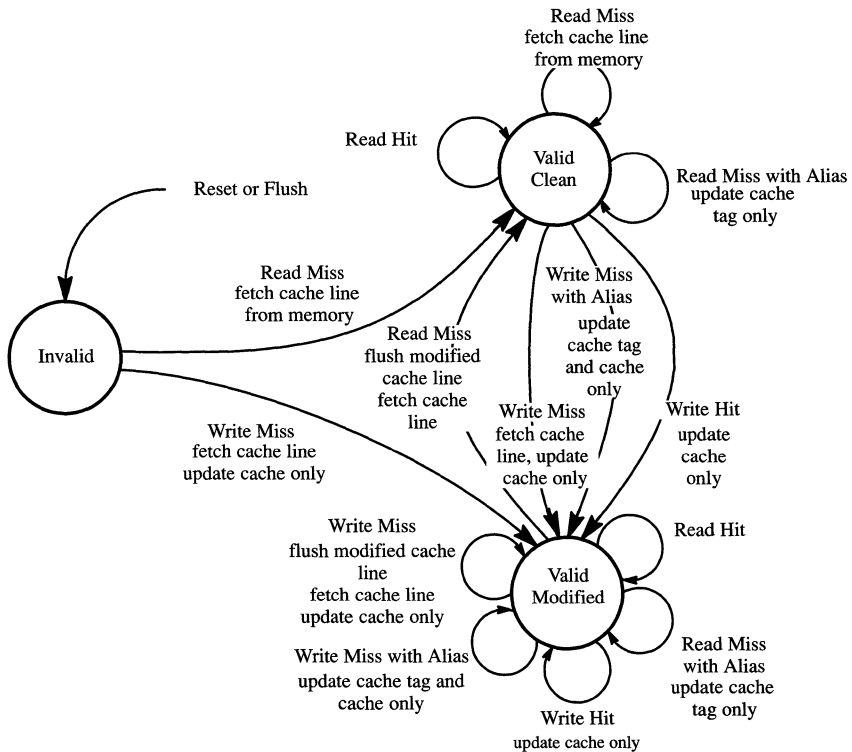 Read Miss
fetch cache line
from memory
Read Hit
Valid
Clean
Read Miss with Alias
update cache
tag only
Reset or Flush
Read Miss
fetch cache line
from memory
Write Miss
with Alias
update
cache tag
and cache
only
Invalid
Read Miss
flush modified
cache line
fetch cache
line
Write Miss
fetch cache
line, update
cache only
Write Hit
update
cache
only
Write Miss
fetch cache line
update cache only
Write Miss
flush modified cache
line
fetch cache line
update cache only
Read Hit
Valid
Modified
Write Miss with Alias
update cache tag and
cache only
Read Miss
with Alias
update cache
tag only
Write Hit
update cache only